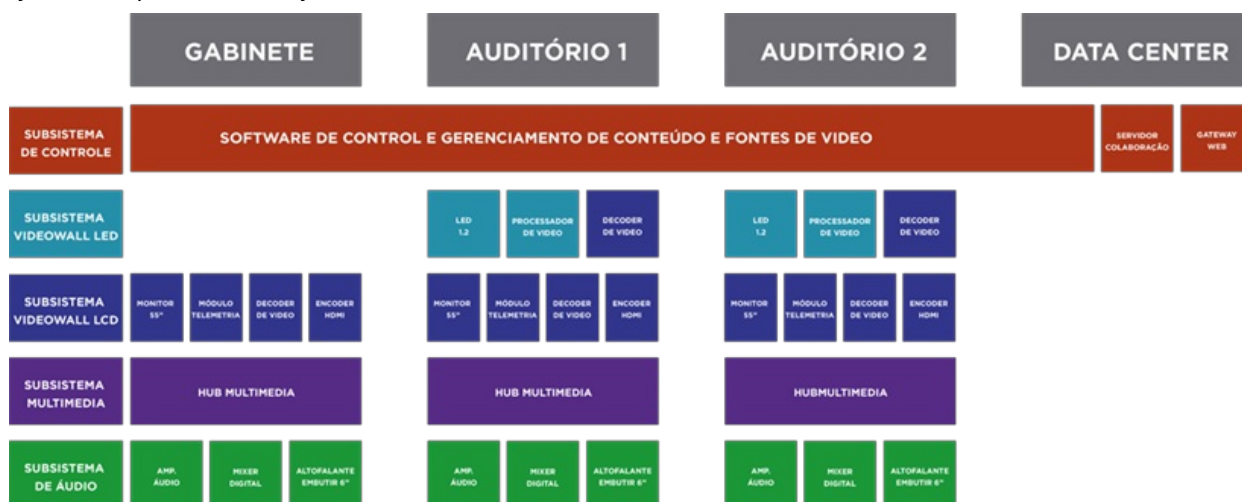 GABINETE
AUDITÓRIO 1
AUDITÓRIO 2
DATA CENTER
SUBSISTEMA
DE CONTROLE
SOFTWARE DE CONTROL E GERENCIAMENTO DE CONTEÚDO E FONTES DE VIDEO
SERVIDOR
COLABORAÇÃO
GATEWAY
WEB
SUBSISTEMA
VIDEOWALL LED
LED
1.2
PROCESSADOR
DE VIDEO
DECODER
DE VIDEO
LED
1.2
PROCESSADOR
DE VIDEO
DECODER
DE VIDEO
SUBSISTEMA
VIDEOWALL LCD
MONITOR
55"
MÓDULO
TELEMETRIA
DECODER
DE VIDEO
ENCODER
HDMI
MONITOR
55"
MÓDULO
TELEMETRIA
DECODER
DE VIDEO
ENCODER
HDMI
MONITOR
55"
MÓDULO
TELEMETRIA
DECODER
DE VIDEO
ENCODER
HDMI
SUBSISTEMA
MULTIMEDIA
HUB MULTIMEDIA
HUB MULTIMEDIA
HUBMULTIMEDIA
SUBSISTEMA
DE ÁUDIO
AMP.
ÁUDIO
MIXER
DIGITAL
ALTOFALANTE
EMBUTIR 6"
AMP.
ÁUDIO
MIXER
DIGITAL
ALTOFALANTE
EMBUTIR 6"
AMP.
ÁUDIO
MIXER
DIGITAL
ALTOFALANTE
EMBUTIR 6"